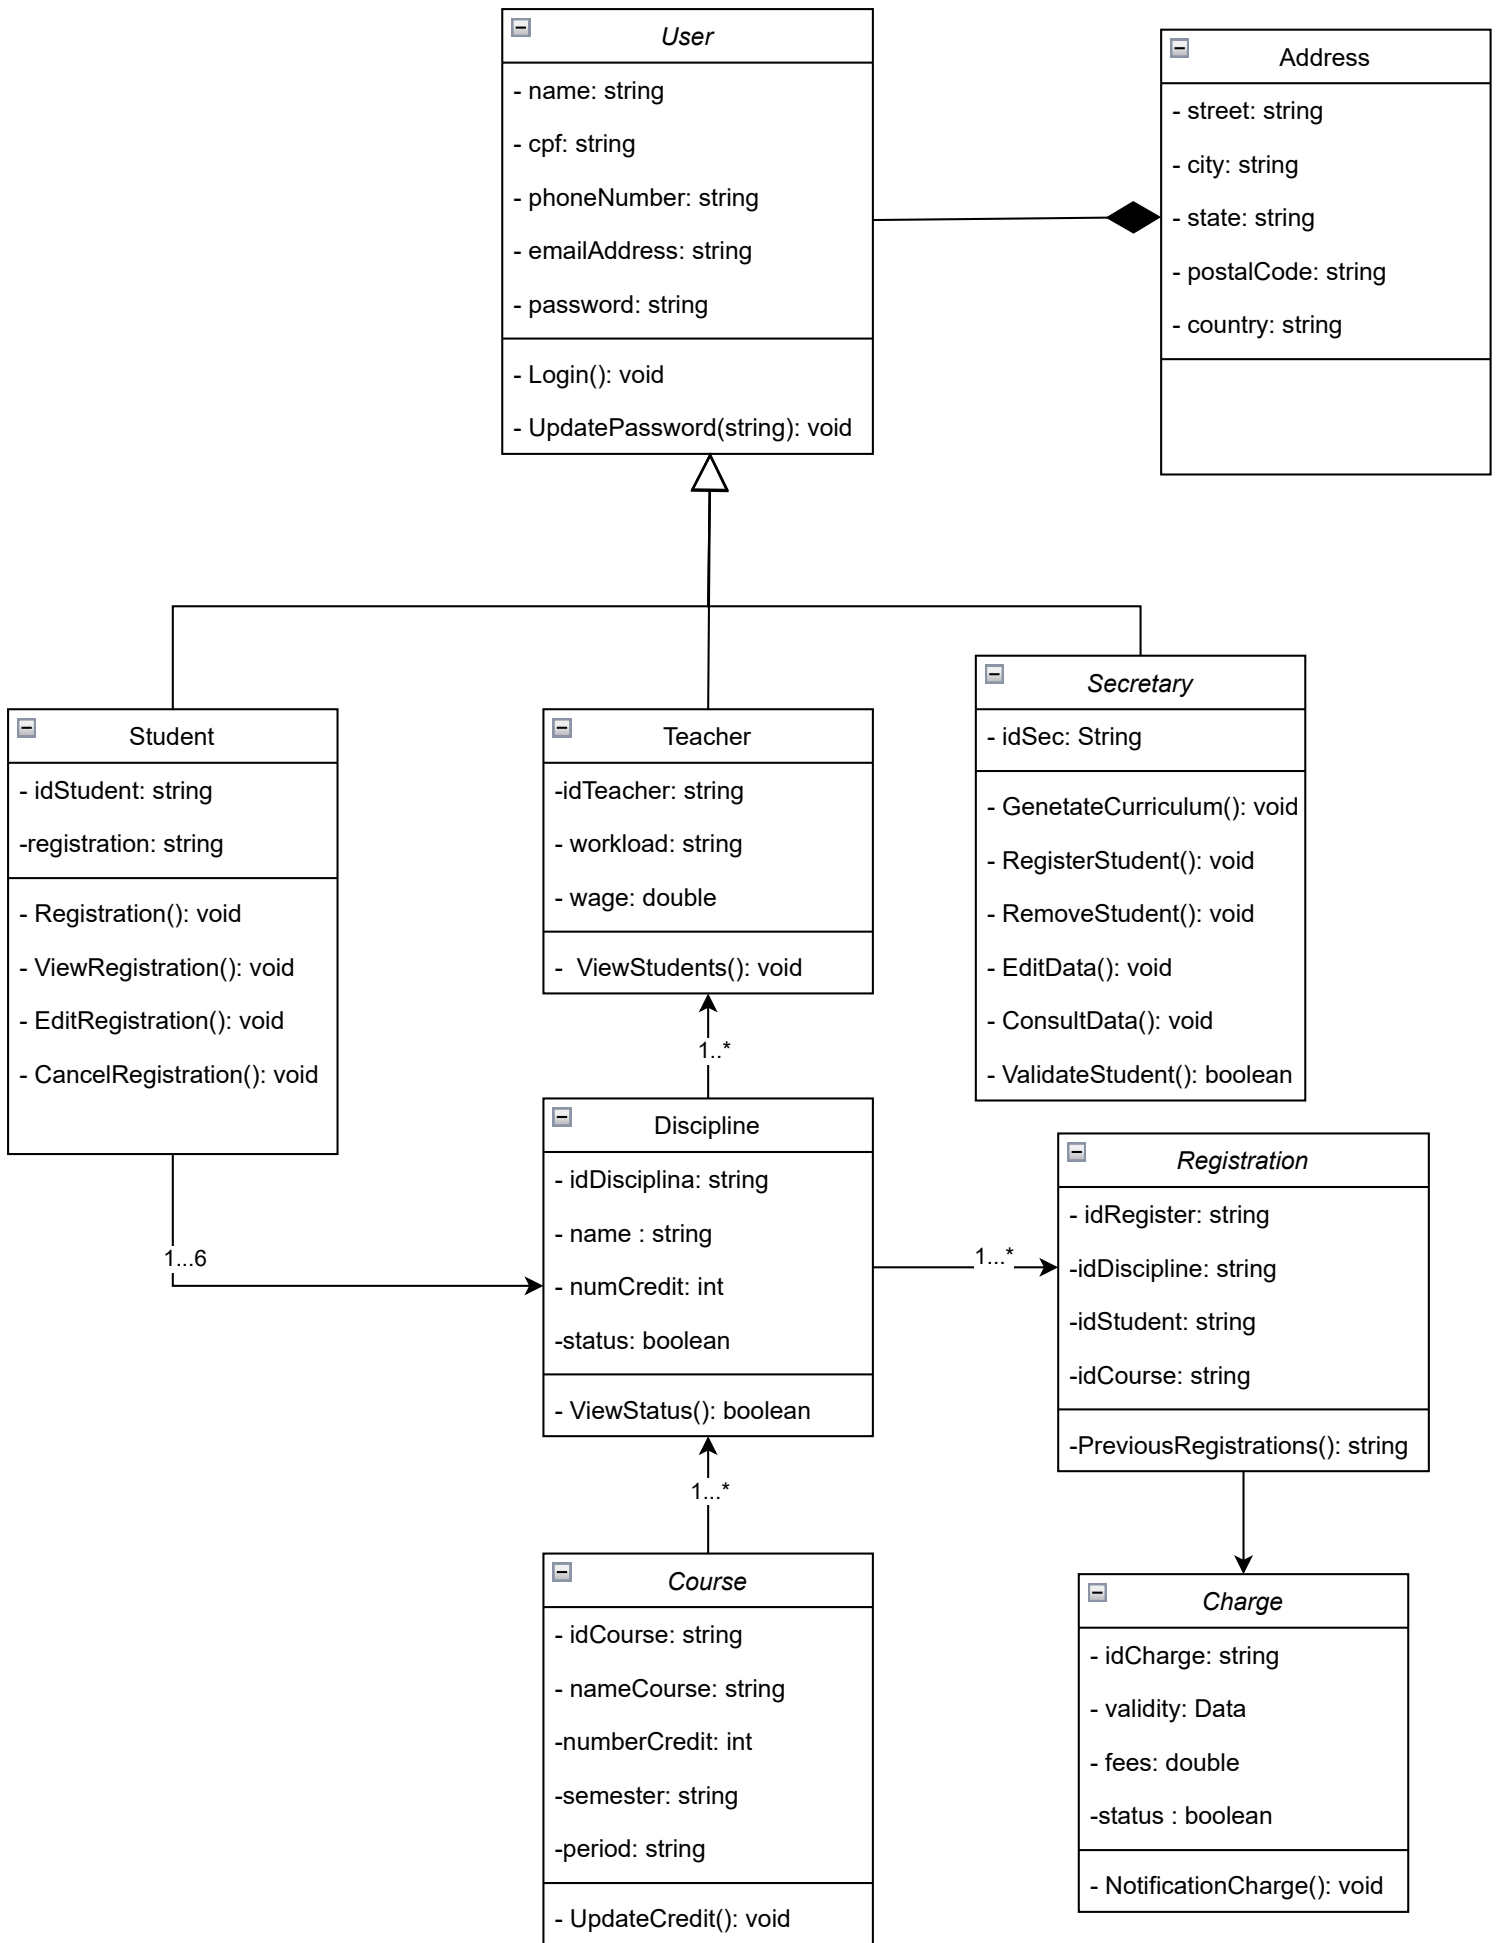 User
- name: string
- cpf: string
- phoneNumber: string
- emailAddress: string
- password: string
- Login(): void
- UpdatePassword(string): void
Address
- street: string
- city: string
- state: string
- postalCode: string
- country: string
Student
- idStudent: string
-registration: string
- Registration(): void
- ViewRegistration(): void
- EditRegistration(): void
- CancelRegistration(): void
Teacher
-idTeacher: string
- workload: string
- wage: double
-  ViewStudents(): void
Secretary
- idSec: String
- GenetateCurriculum(): void
- RegisterStudent(): void
- RemoveStudent(): void
- EditData(): void
- ConsultData(): void
- ValidateStudent(): boolean
1..*
1...6
Discipline
- idDisciplina: string
- name : string
- numCredit: int
-status: boolean
- ViewStatus(): boolean
1...*
Registration
- idRegister: string
-idDiscipline: string
-idStudent: string
-idCourse: string
-PreviousRegistrations(): string
1...*
Course
- idCourse: string
- nameCourse: string
-numberCredit: int
-semester: string
-period: string
- UpdateCredit(): void
Charge
- idCharge: string
- validity: Data
- fees: double
-status : boolean
- NotificationCharge(): void